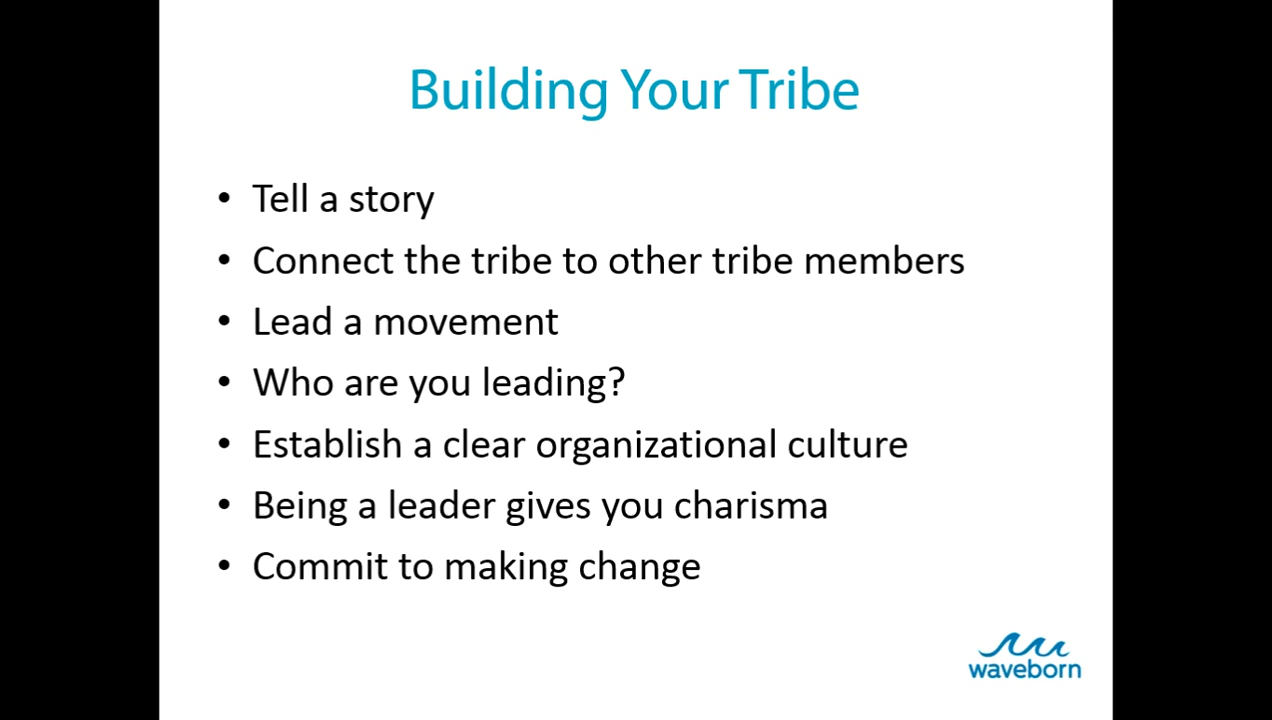 Building Your Tribe
• Tell a story
• Connect the tribe to other tribe members
• Lead a movement
• Who are you leading?
• Establish a clear organizational culture
• Being a leader gives you charisma
• Commit to making change
waveborn